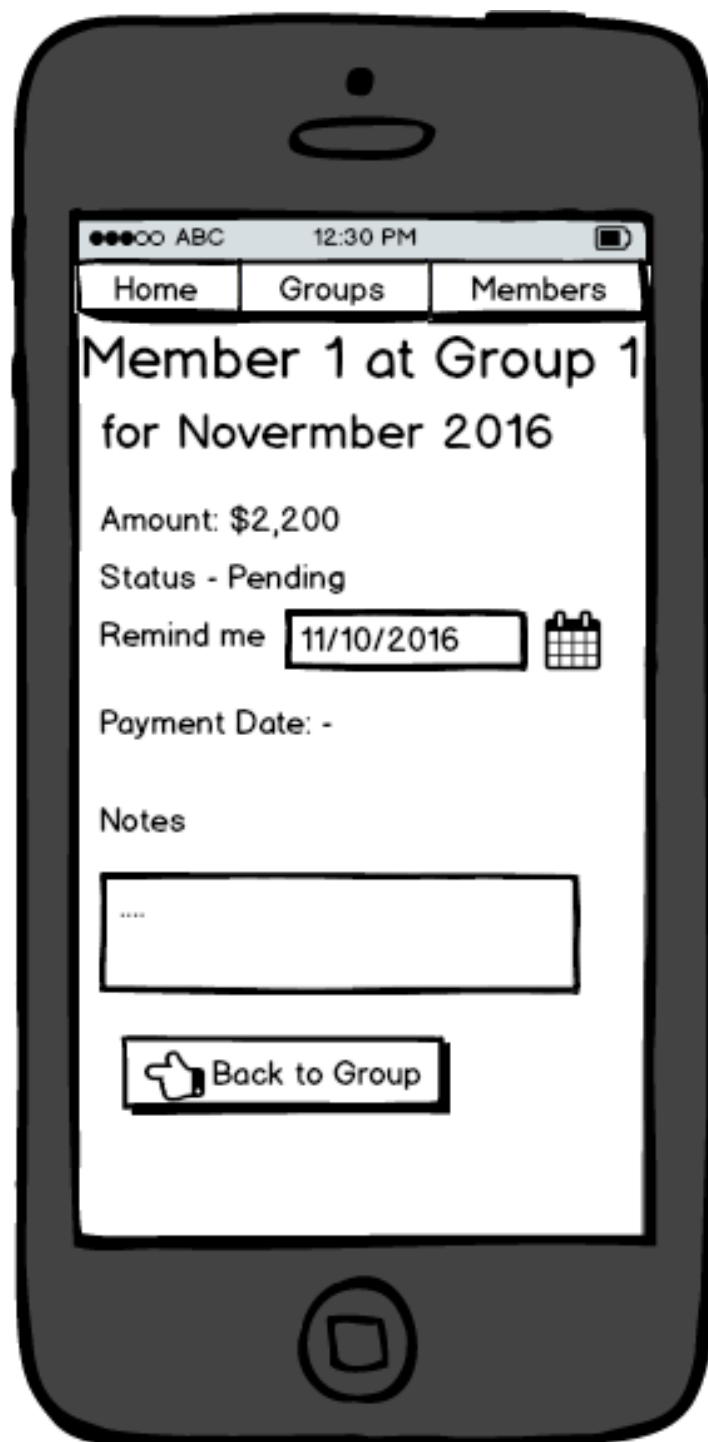 ABC 12:30 PM
Home Groups Members
Member 1 at Group 1
for Novermber 2016
Amount: $2,200
Status - Pending
Remind me 11/10/2016
Payment Date: -
Notes
....
Back to Group